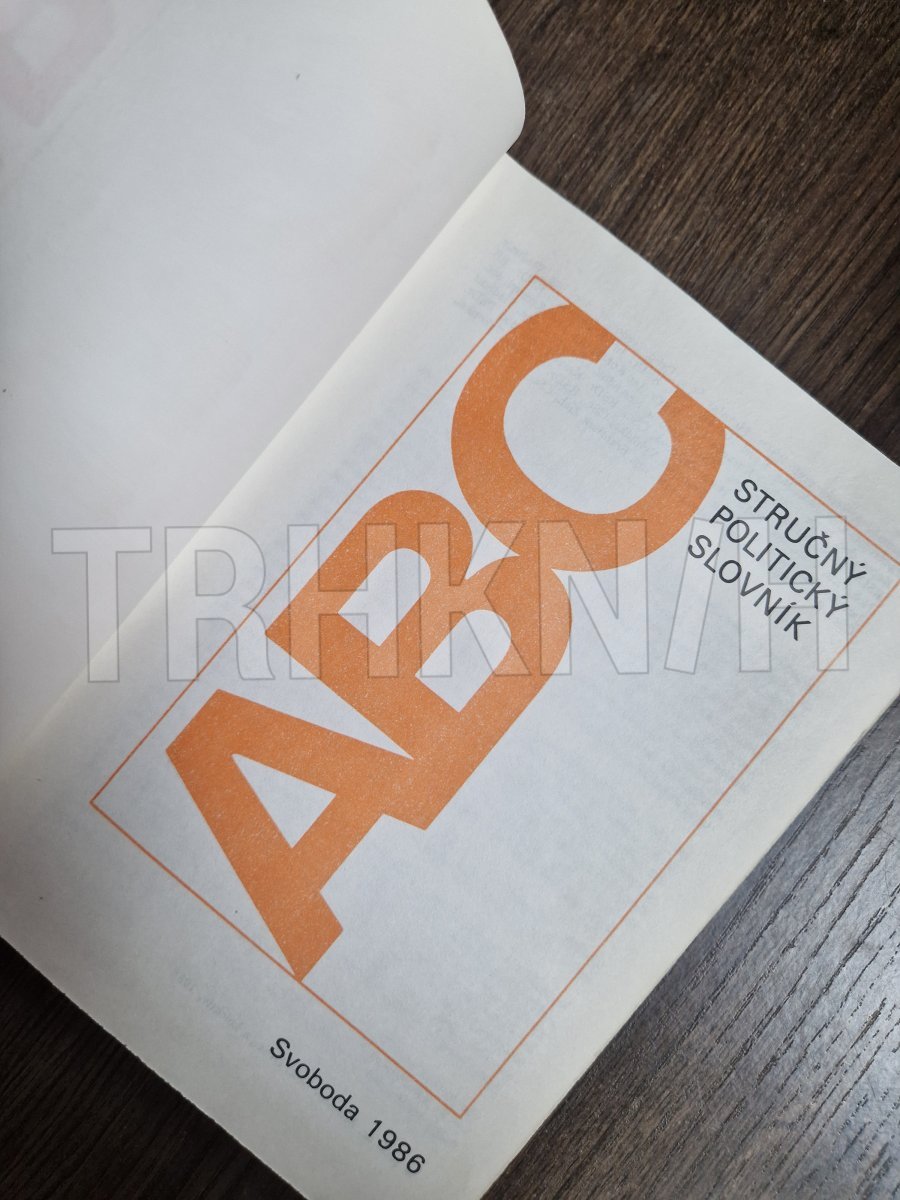 ABC
STRUČNÝ
POLITICKÝ
SLOVNÍK
Svoboda 1986
TRHKNIH